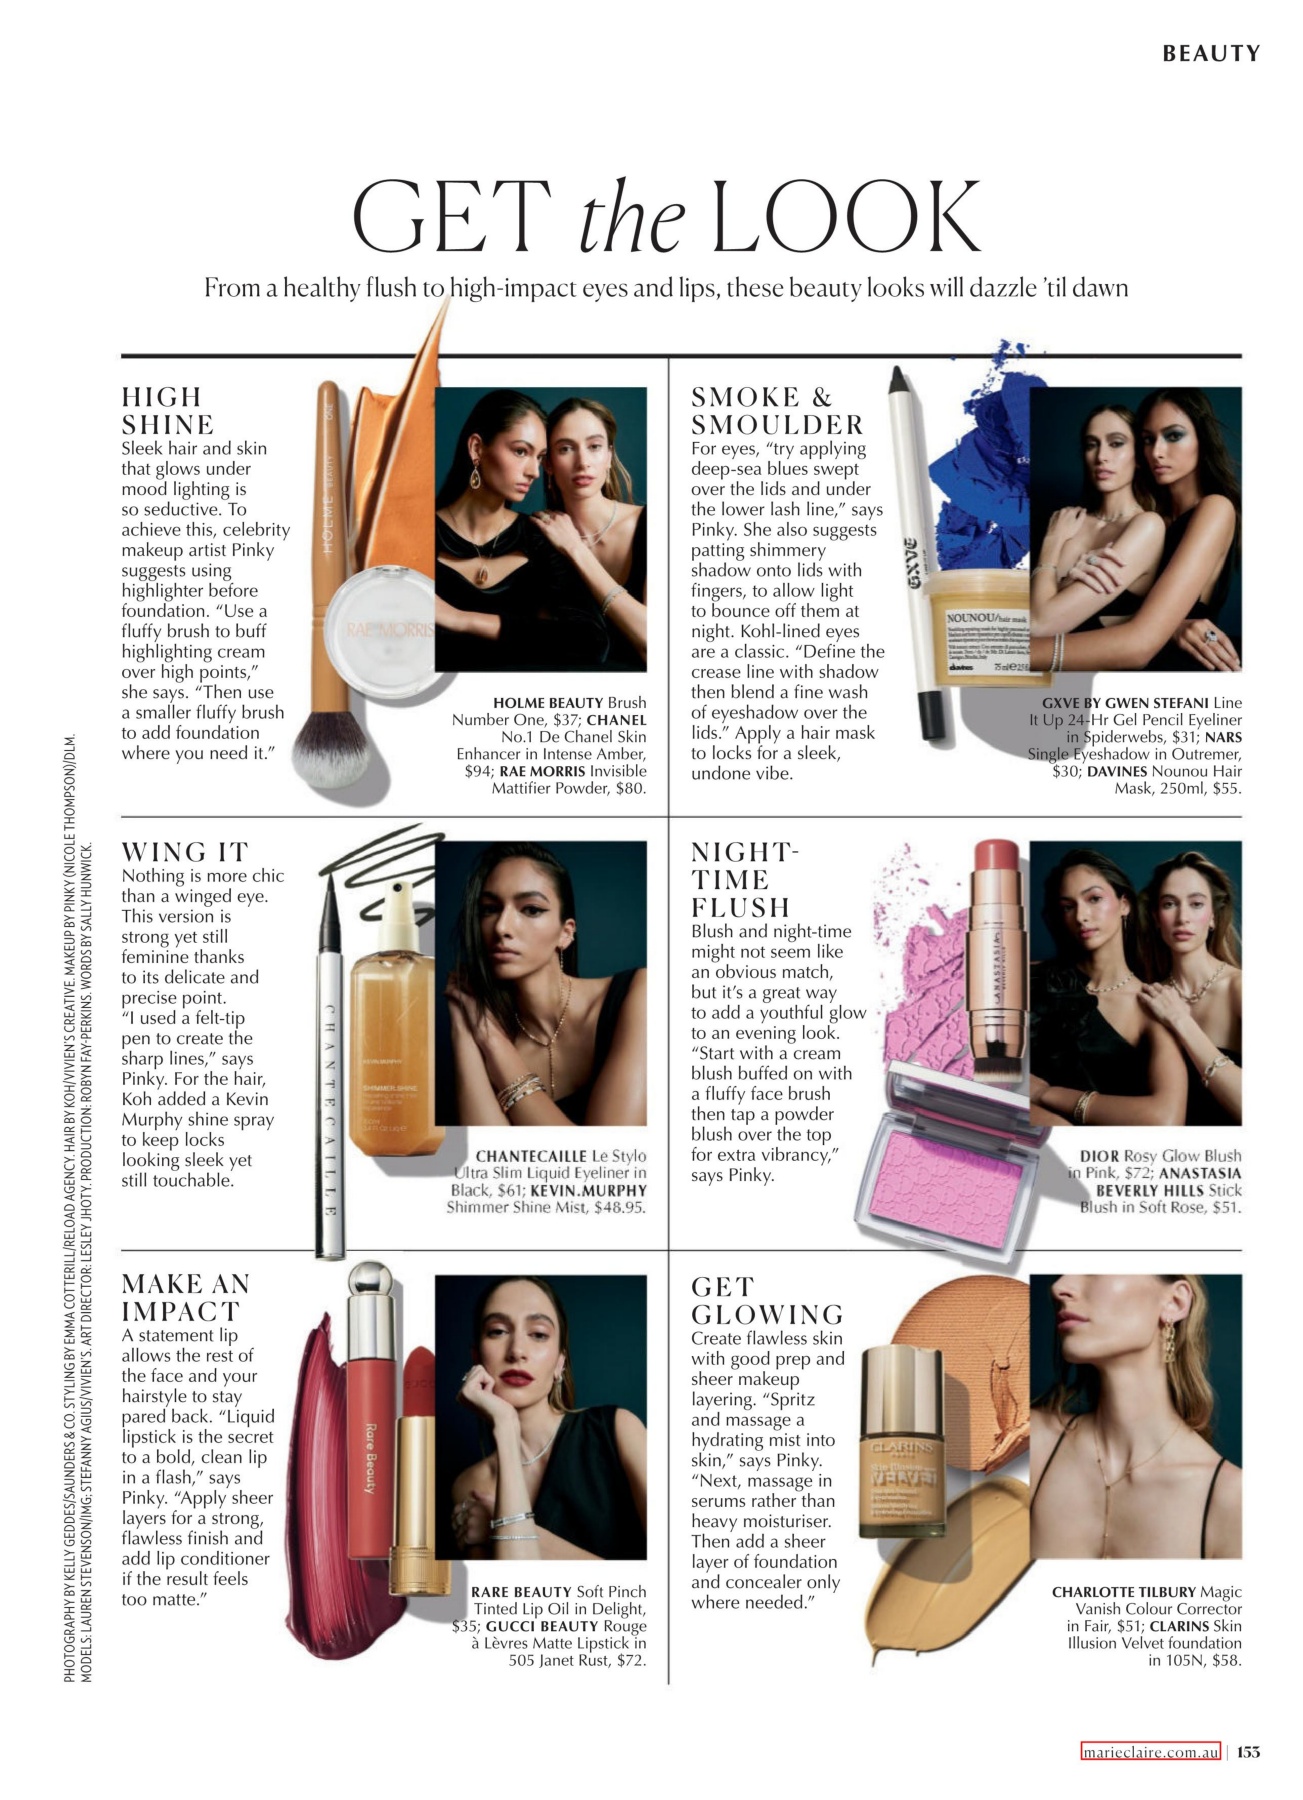 BEAUTY
GET the LOOK
From a healthy flush to high-impact eyes and lips, these beauty looks will dazzle ’til dawn
HIGH
SHINE
Sleek hair and skin
that glows under
mood lighting is
so seductive. To
achieve this, celebrity
makeup artist Pinky
suggests using
highlighter before
foundation. “Use a
fluffy brush to buff
highlighting cream
over high points,”
she says. “Then use
a smaller fluffy brush
to add foundation
where you need it.”
HOLME BEAUTY ONE
RAE MORRIS
HOLME BEAUTY Brush
Number One, $37; CHANEL
No.1 De Chanel Skin
Enhancer in Intense Amber,
$94; RAE MORRIS Invisible
Mattifier Powder, $80.
SMOKE &
SMOULDER
For eyes, “try applying
deep-sea blues swept
over the lids and under
the lower lash line,” says
Pinky. She also suggests
patting shimmery
shadow onto lids with
fingers, to allow light
to bounce off them at
night. Kohl-lined eyes
are a classic. “Define the
crease line with shadow
then blend a fine wash
of eyeshadow over the
lids.” Apply a hair mask
to locks for a sleek,
undone vibe.
GXVE
NOUNOU/hair mask
davines
GXVE BY GWEN STEFANI Line
It Up 24-Hr Gel Pencil Eyeliner
in Spiderwebs, $31; NARS
Single Eyeshadow in Outremer,
$30; DAVINES Nounou Hair
Mask, 250ml, $55.
WING IT
Nothing is more chic
than a winged eye.
This version is
strong yet still
feminine thanks
to its delicate and
precise point.
“I used a felt-tip
pen to create the
sharp lines,” says
Pinky. For the hair,
Koh added a Kevin
Murphy shine spray
to keep locks
looking sleek yet
still touchable.
CHANTECAILLE
KEVIN.MURPHY
SHIMMER.SHINE
CHANTECAILLE Le Stylo
Ultra Slim Liquid Eyeliner in
Black, $61; KEVIN.MURPHY
Shimmer Shine Mist, $48.95.
NIGHT-
TIME
FLUSH
Blush and night-time
might not seem like
an obvious match,
but it’s a great way
to add a youthful glow
to an evening look.
“Start with a cream
blush buffed on with
a fluffy face brush
then tap a powder
blush over the top
for extra vibrancy,”
says Pinky.
ANASTASIA
DIOR Rosy Glow Blush
in Pink, $72; ANASTASIA
BEVERLY HILLS Stick
Blush in Soft Rose, $51.
MAKE AN
IMPACT
A statement lip
allows the rest of
the face and your
hairstyle to stay
pared back. “Liquid
lipstick is the secret
to a bold, clean lip
in a flash,” says
Pinky. “Apply sheer
layers for a strong,
flawless finish and
add lip conditioner
if the result feels
too matte.”
Rare Beauty
RARE BEAUTY Soft Pinch
Tinted Lip Oil in Delight,
$35; GUCCI BEAUTY Rouge
à Lèvres Matte Lipstick in
505 Janet Rust, $72.
GET
GLOWING
Create flawless skin
with good prep and
sheer makeup
layering. “Spritz
and massage a
hydrating mist into
skin,” says Pinky.
“Next, massage in
serums rather than
heavy moisturiser.
Then add a sheer
layer of foundation
and concealer only
where needed.”
CLARINS
VELVET
CHARLOTTE TILBURY Magic
Vanish Colour Corrector
in Fair, $51; CLARINS Skin
Illusion Velvet foundation
in 105N, $58.
PHOTOGRAPHY BY KELLY GEDDES/SAUNDERS & CO. STYLING BY EMMA COTTERILL/RELOAD AGENCY. HAIR BY KOH/VIVIEN’S CREATIVE. MAKEUP BY PINKY (NICOLE THOMPSON)/DLM.
MODELS: LAUREN STEVENSON/IMG; STEFANNY AGIUS/VIVIEN’S. ART DIRECTOR: LESLEY JHOTY. PRODUCTION: ROBYN FAY-PERKINS. WORDS BY SALLY HUNWICK.
marieclaire.com.au | 153